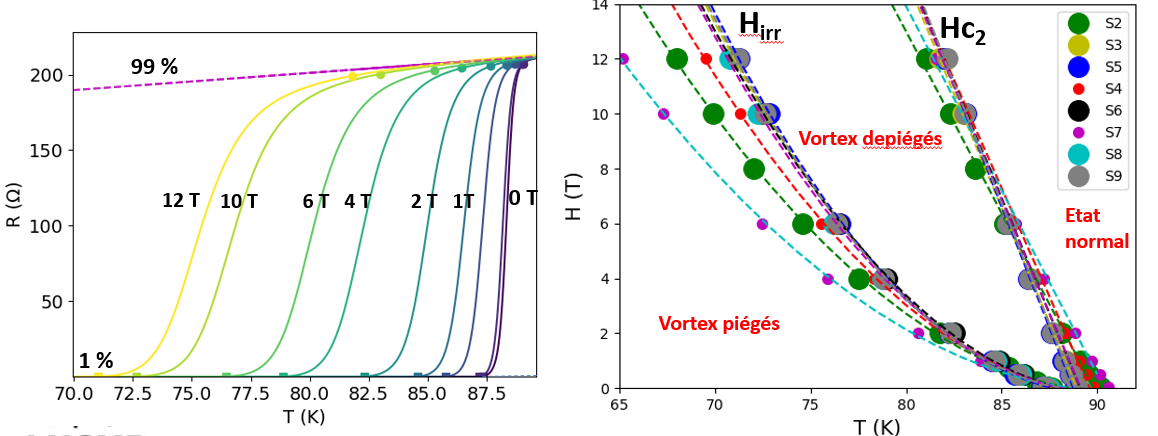 99 %
200
150
R (Ω)
100
50
12 T
10 T
6 T
4 T
2 T
1T
0 T
1 %
70.0
72.5
75.0
77.5
80.0
82.5
85.0
87.5
T (K)
14
12
10
8
6
4
2
0
H (T)
Hirr
Hc2
S2
S3
S5
S4
S6
S7
S8
S9
Vortex depiégés
Etat
normal
Vortex piégés
65
70
75
80
85
90
T (K)